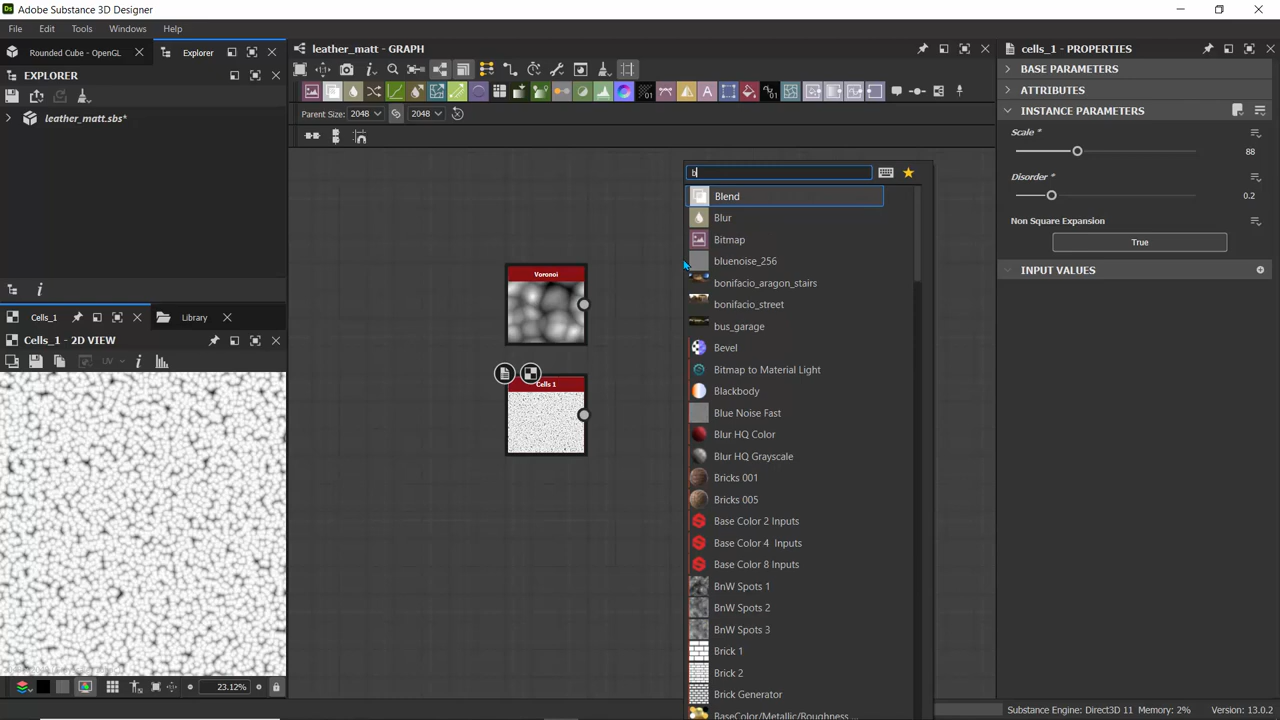 Adobe Substance 3D Designer
File Edit Tools Windows Help
Rounded Cube - OpenGL
Explorer
leather_matt - GRAPH
cells_1 - PROPERTIES
EXPLORER
BASE PARAMETERS
ATTRIBUTES
INSTANCE PARAMETERS
Parent Size: 2048 2048
leather_matt.sbs*
Scale *
88
Disorder *
0.2
Non Square Expansion
True
INPUT VALUES
b
Blend
Blur
Bitmap
bluenoise_256
bonifacio_aragon_stairs
bonifacio_street
bus_garage
Bevel
Bitmap to Material Light
Blackbody
Blue Noise Fast
Blur HQ Color
Blur HQ Grayscale
Bricks 001
Bricks 005
Base Color 2 Inputs
Base Color 4 Inputs
Base Color 8 Inputs
BnW Spots 1
BnW Spots 2
BnW Spots 3
Brick 1
Brick 2
Brick Generator
BaseColor/Metallic/Roughness ...
Voronoi
Cells 1
Cells_1
Library
Cells_1 - 2D VIEW
UV
23.12%
Substance Engine: Direct3D 11 Memory: 2% Version: 13.0.2